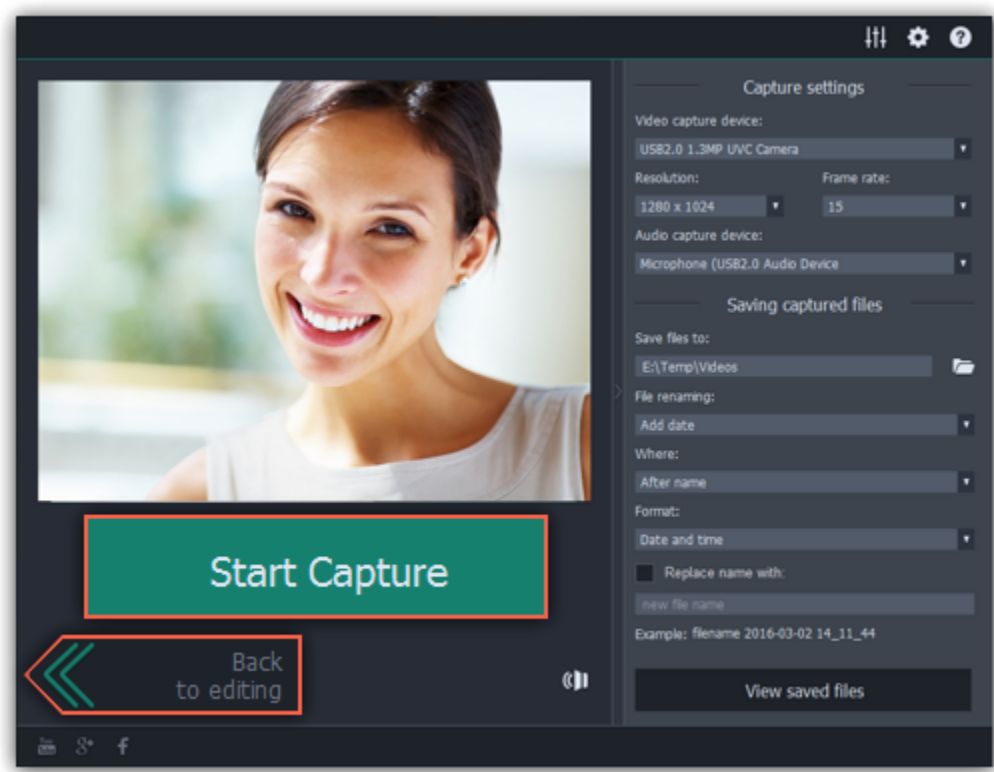 Capture settings
Video capture device:
USB2.0 1.3MP UVC Camera
Resolution: Frame rate:
1280 x 1024 15
Audio capture device:
Microphone (USB2.0 Audio Device
Saving captured files
Save files to:
E:\Temp\Videos
File renaming:
Add date
Where:
After name
Format:
Date and time
Replace name with:
new file name
Example: filename 2016-03-02 14_11_44
View saved files
Start Capture
Back
to editing
You
g+ f